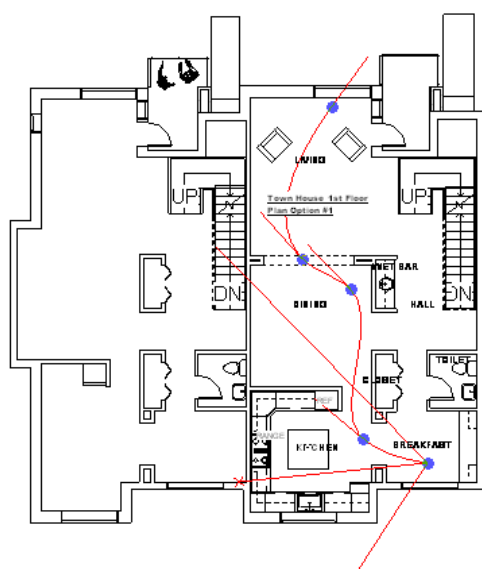 LIVING
UP
UP
Town House 1st Floor
Plan Option #1
WET BAR
DN
DINING
HALL
DN
TOILET
CLOSET
REF
RANGE
KITCHEN
BREAKFAST